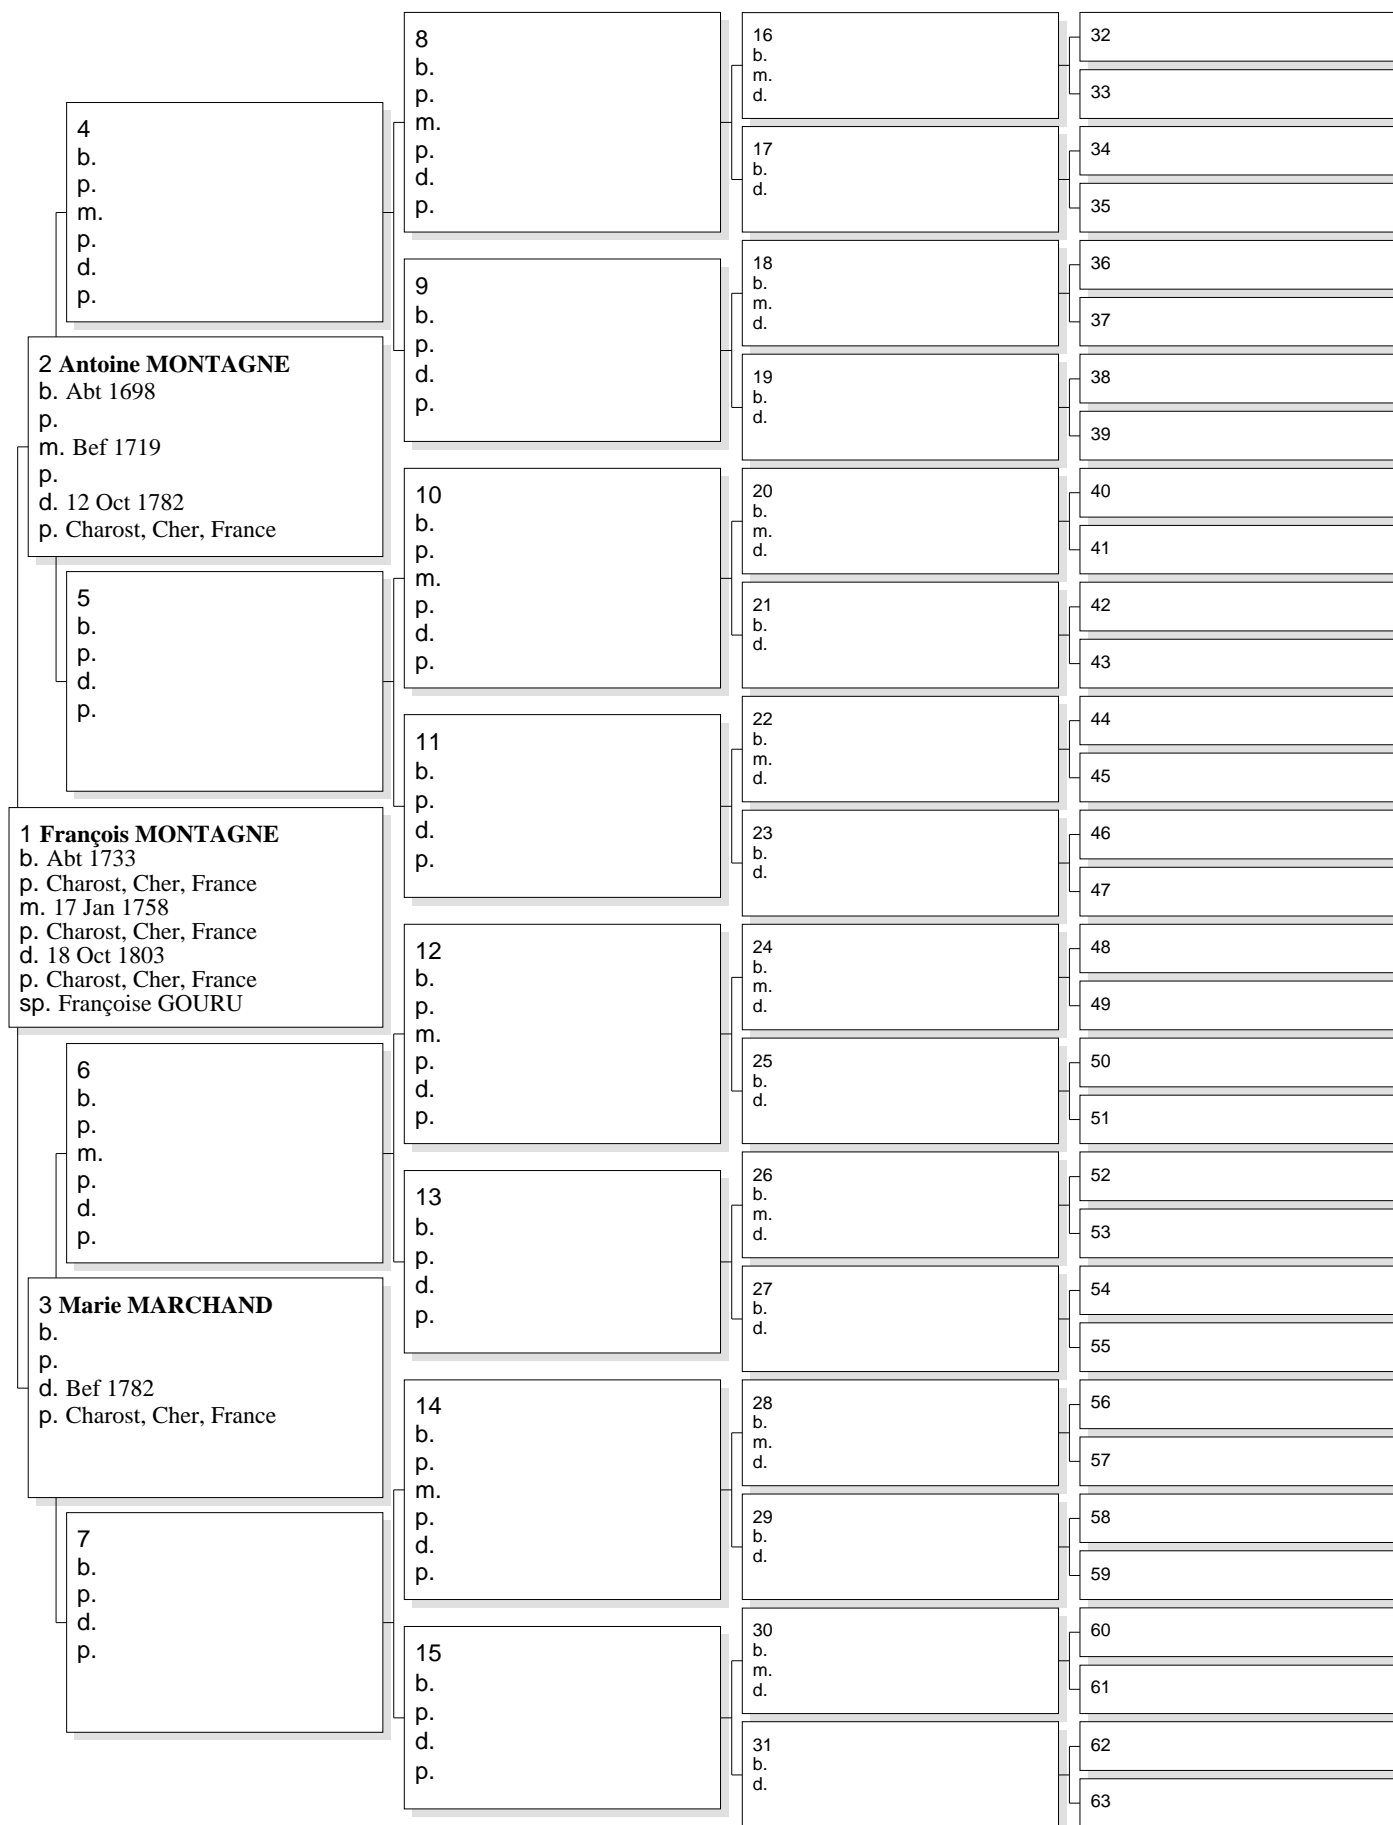 1 François MONTAGNE
b. Abt 1733
p. Charost, Cher, France
m. 17 Jan 1758
p. Charost, Cher, France
d. 18 Oct 1803
p. Charost, Cher, France
sp. Françoise GOURU
2 Antoine MONTAGNE
b. Abt 1698
p.
m. Bef 1719
p.
d. 12 Oct 1782
p. Charost, Cher, France
3 Marie MARCHAND
b.
p.
d. Bef 1782
p. Charost, Cher, France
4
b.
p.
m.
p.
d.
p.
5
b.
p.
d.
p.
6
b.
p.
m.
p.
d.
p.
7
b.
p.
d.
p.
8
b.
p.
m.
p.
d.
p.
9
b.
p.
d.
p.
10
b.
p.
m.
p.
d.
p.
11
b.
p.
d.
p.
12
b.
p.
m.
p.
d.
p.
13
b.
p.
d.
p.
14
b.
p.
m.
p.
d.
p.
15
b.
p.
d.
p.
16
b.
m.
d.
17
b.
d.
18
b.
m.
d.
19
b.
d.
20
b.
m.
d.
21
b.
d.
22
b.
m.
d.
23
b.
d.
24
b.
m.
d.
25
b.
d.
26
b.
m.
d.
27
b.
d.
28
b.
m.
d.
29
b.
d.
30
b.
m.
d.
31
b.
d.
32
33
34
35
36
37
38
39
40
41
42
43
44
45
46
47
48
49
50
51
52
53
54
55
56
57
58
59
60
61
62
63